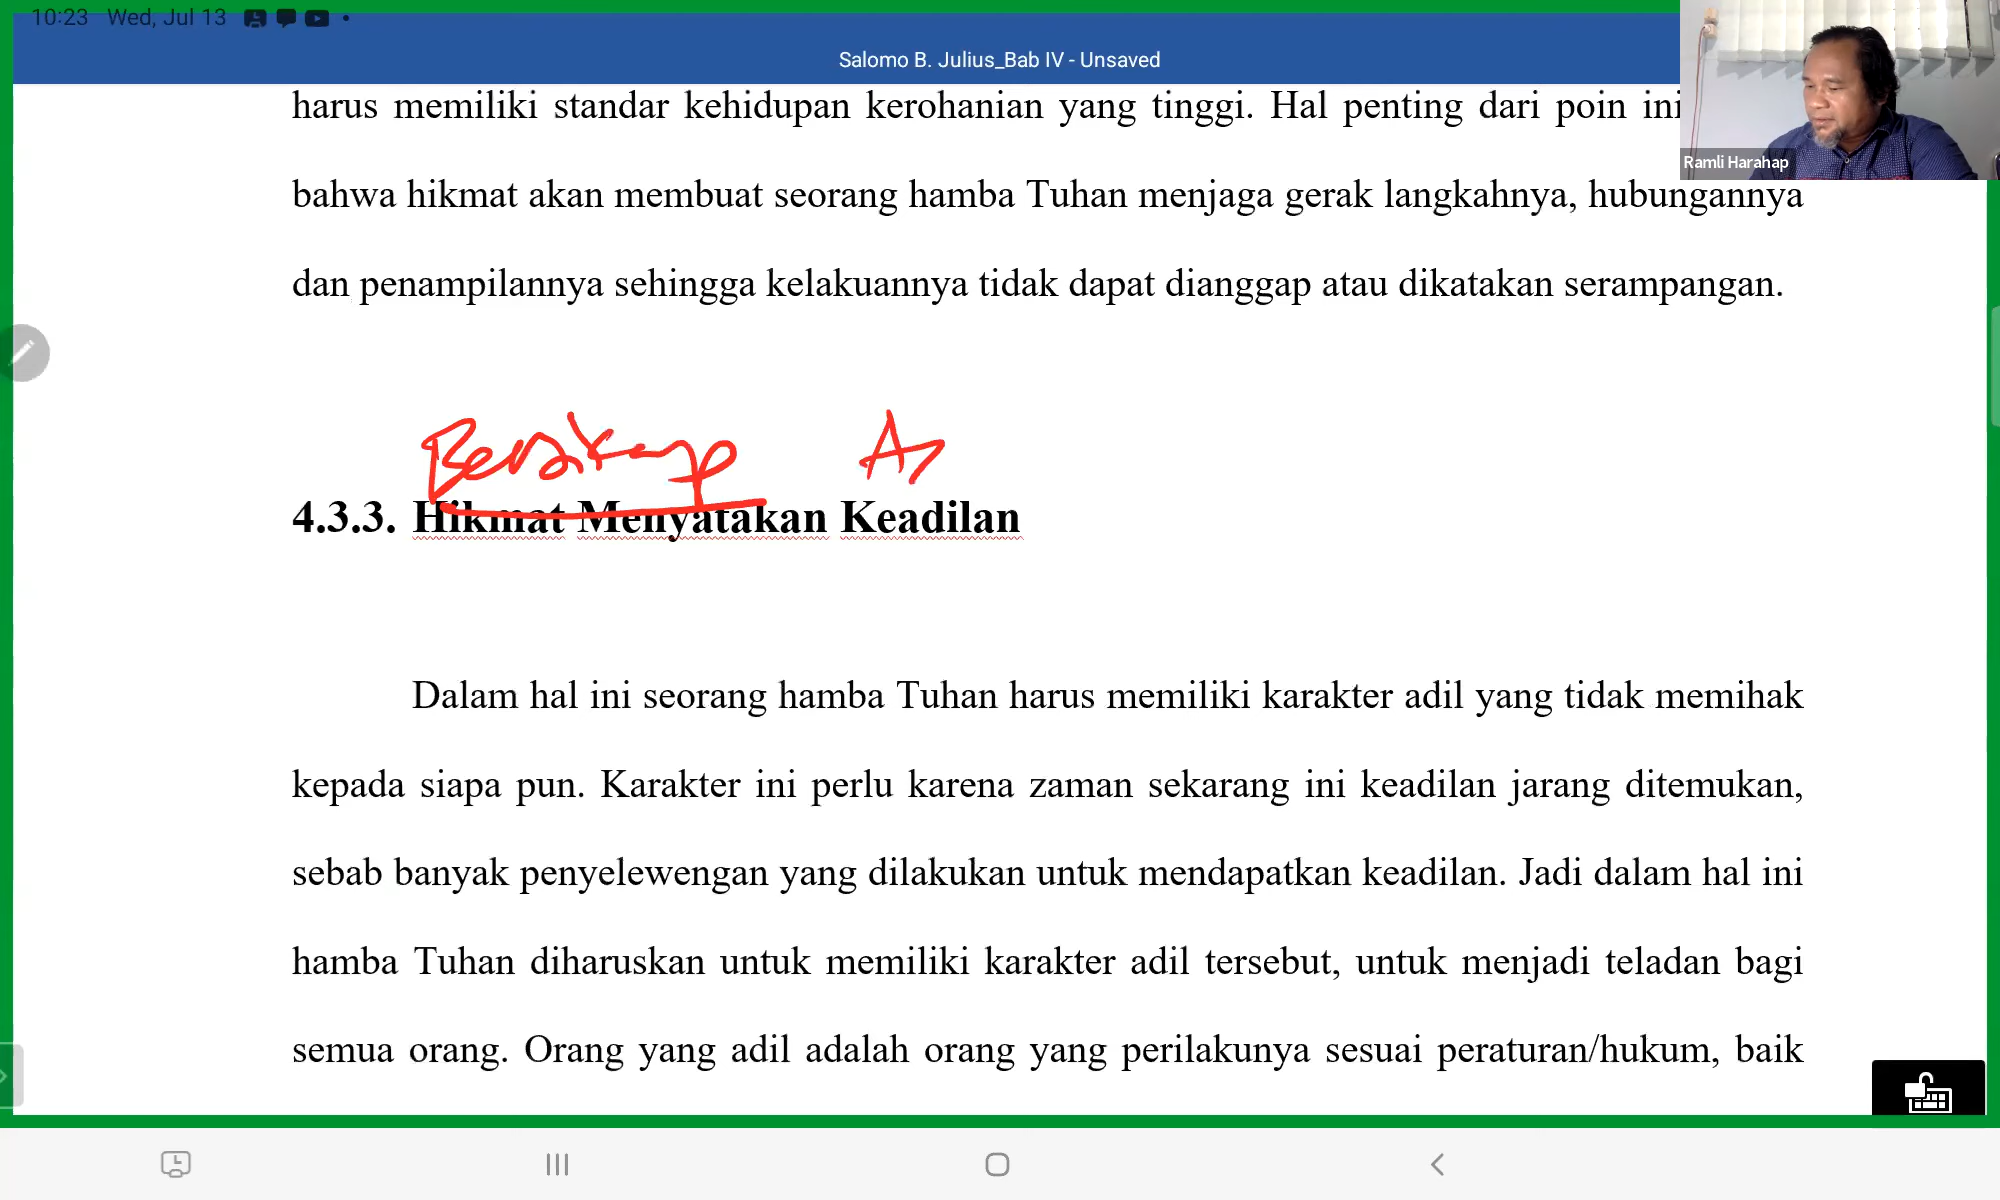 10:23 Wed, Jul 13
Salomo B. Julius_Bab IV - Unsaved
Ramli Harahap
harus memiliki standar kehidupan kerohanian yang tinggi. Hal penting dari poin ini
bahwa hikmat akan membuat seorang hamba Tuhan menjaga gerak langkahnya, hubungannya
dan penampilannya sehingga kelakuannya tidak dapat dianggap atau dikatakan serampangan.
Bersikap A
4.3.3. Hikmat Menyatakan Keadilan
Dalam hal ini seorang hamba Tuhan harus memiliki karakter adil yang tidak memihak
kepada siapa pun. Karakter ini perlu karena zaman sekarang ini keadilan jarang ditemukan,
sebab banyak penyelewengan yang dilakukan untuk mendapatkan keadilan. Jadi dalam hal ini
hamba Tuhan diharuskan untuk memiliki karakter adil tersebut, untuk menjadi teladan bagi
semua orang. Orang yang adil adalah orang yang perilakunya sesuai peraturan/hukum, baik